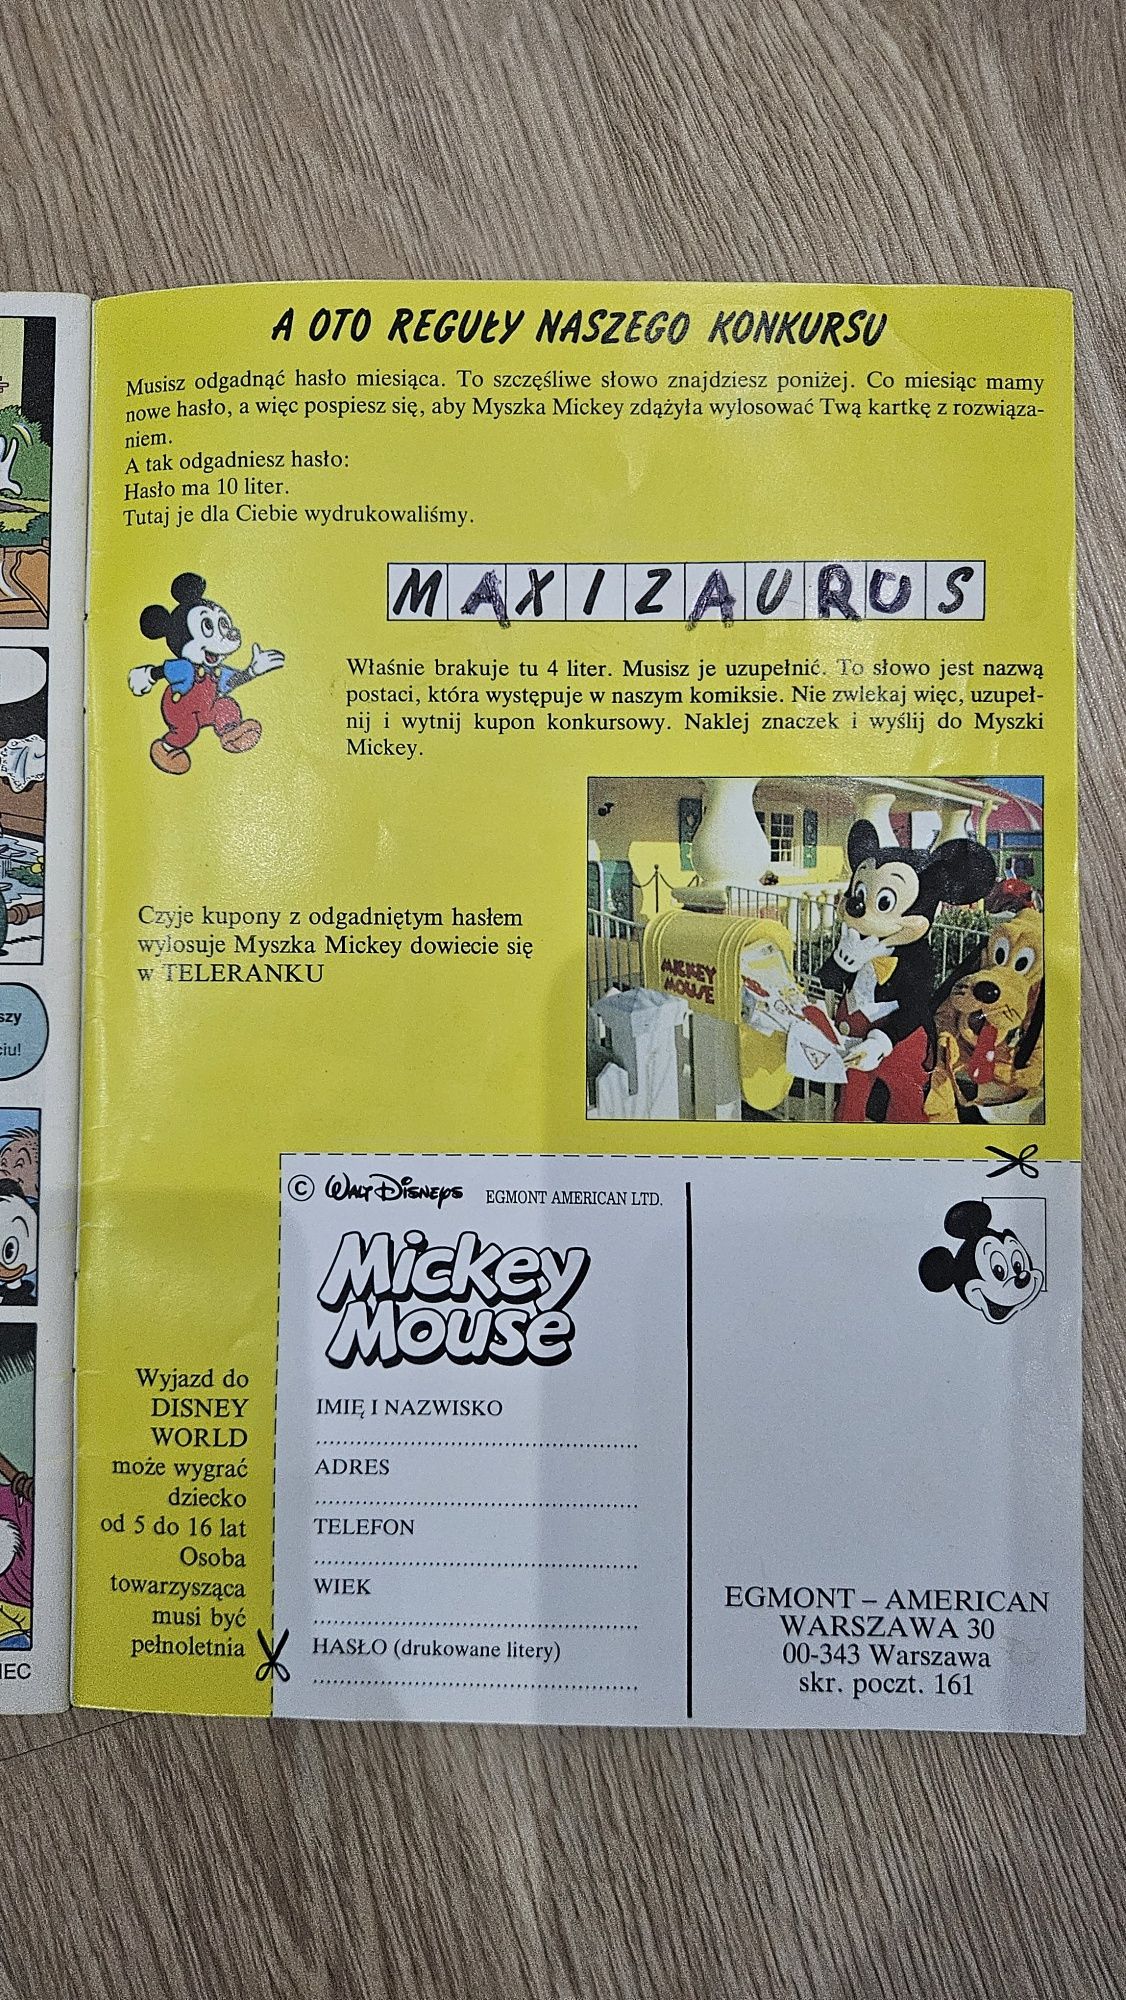 A OTO REGUŁY NASZEGO KONKURSU
Musisz odgadnąć hasło miesiąca. To szczęśliwe słowo znajdziesz poniżej. Co miesiąc mamy
nowe hasło, a więc pospiesz się, aby Myszka Mickey zdążyła wylosować Twą kartkę z rozwiąza-
niem.
A tak odgadniesz hasło:
Hasło ma 10 liter.
Tutaj je dla Ciebie wydrukowaliśmy.
MAXIZAURUS
Właśnie brakuje tu 4 liter. Musisz je uzupełnić. To słowo jest nazwą
postaci, która występuje w naszym komiksie. Nie zwlekaj więc, uzupeł-
nij i wytnij kupon konkursowy. Naklej znaczek i wyślij do Myszki
Mickey.
MICKEY
MOUSE
Czyje kupony z odgadniętym hasłem
wylosuje Myszka Mickey dowiecie się
w TELERANKU
szy
ciu!
© WALT DISNEY'S EGMONT AMERICAN LTD.
Mickey
Mouse
Wyjazd do
DISNEY
WORLD
może wygrać
dziecko
od 5 do 16 lat
Osoba
towarzysząca
musi być
pełnoletnia
IMIĘ I NAZWISKO
ADRES
TELEFON
WIEK
HASŁO (drukowane litery)
EGMONT – AMERICAN
WARSZAWA 30
00-343 Warszawa
skr. poczt. 161
IEC